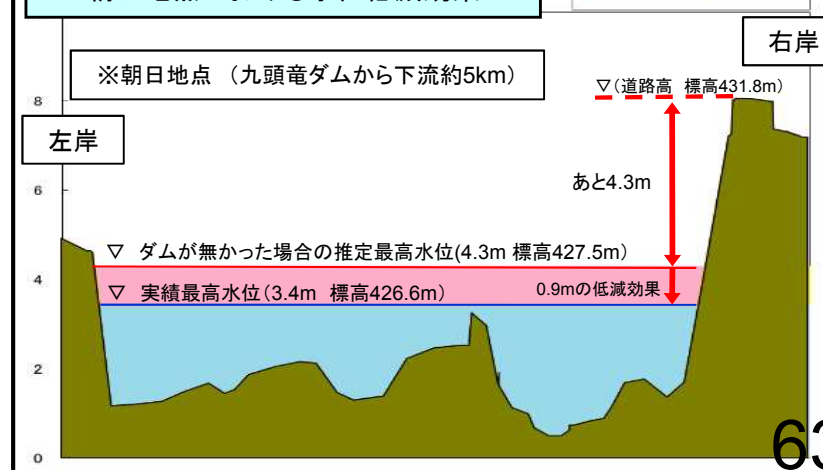 ※朝日地点 （九頭竜ダムから下流約5km）
右岸
左岸
▽(道路高 標高431.8m)
あと4.3m
▽ ダムが無かった場合の推定最高水位(4.3m 標高427.5m)
▽ 実績最高水位(3.4m 標高426.6m)
0.9mの低減効果
8
6
4
2
0